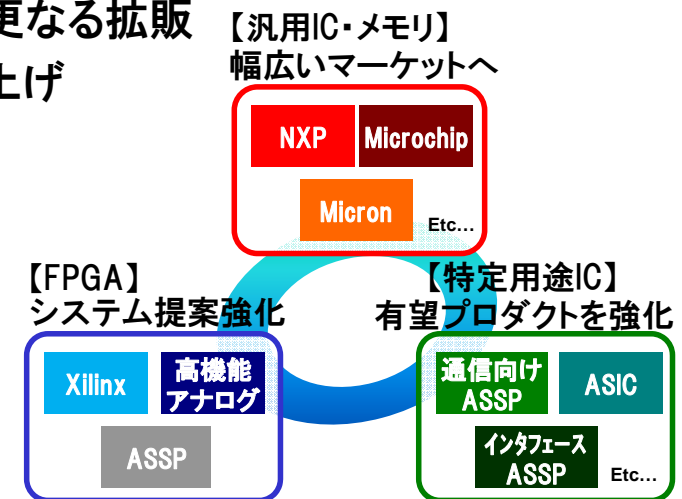 更なる拡販
上げ
【汎用IC・メモリ】
幅広いマーケットへ
NXP
Microchip
Micron
Etc...
【FPGA】
システム提案強化
Xilinx
高機能
アナログ
ASSP
【特定用途IC】
有望プロダクトを強化
通信向け
ASSP
ASIC
インタフェース
ASSP
Etc...